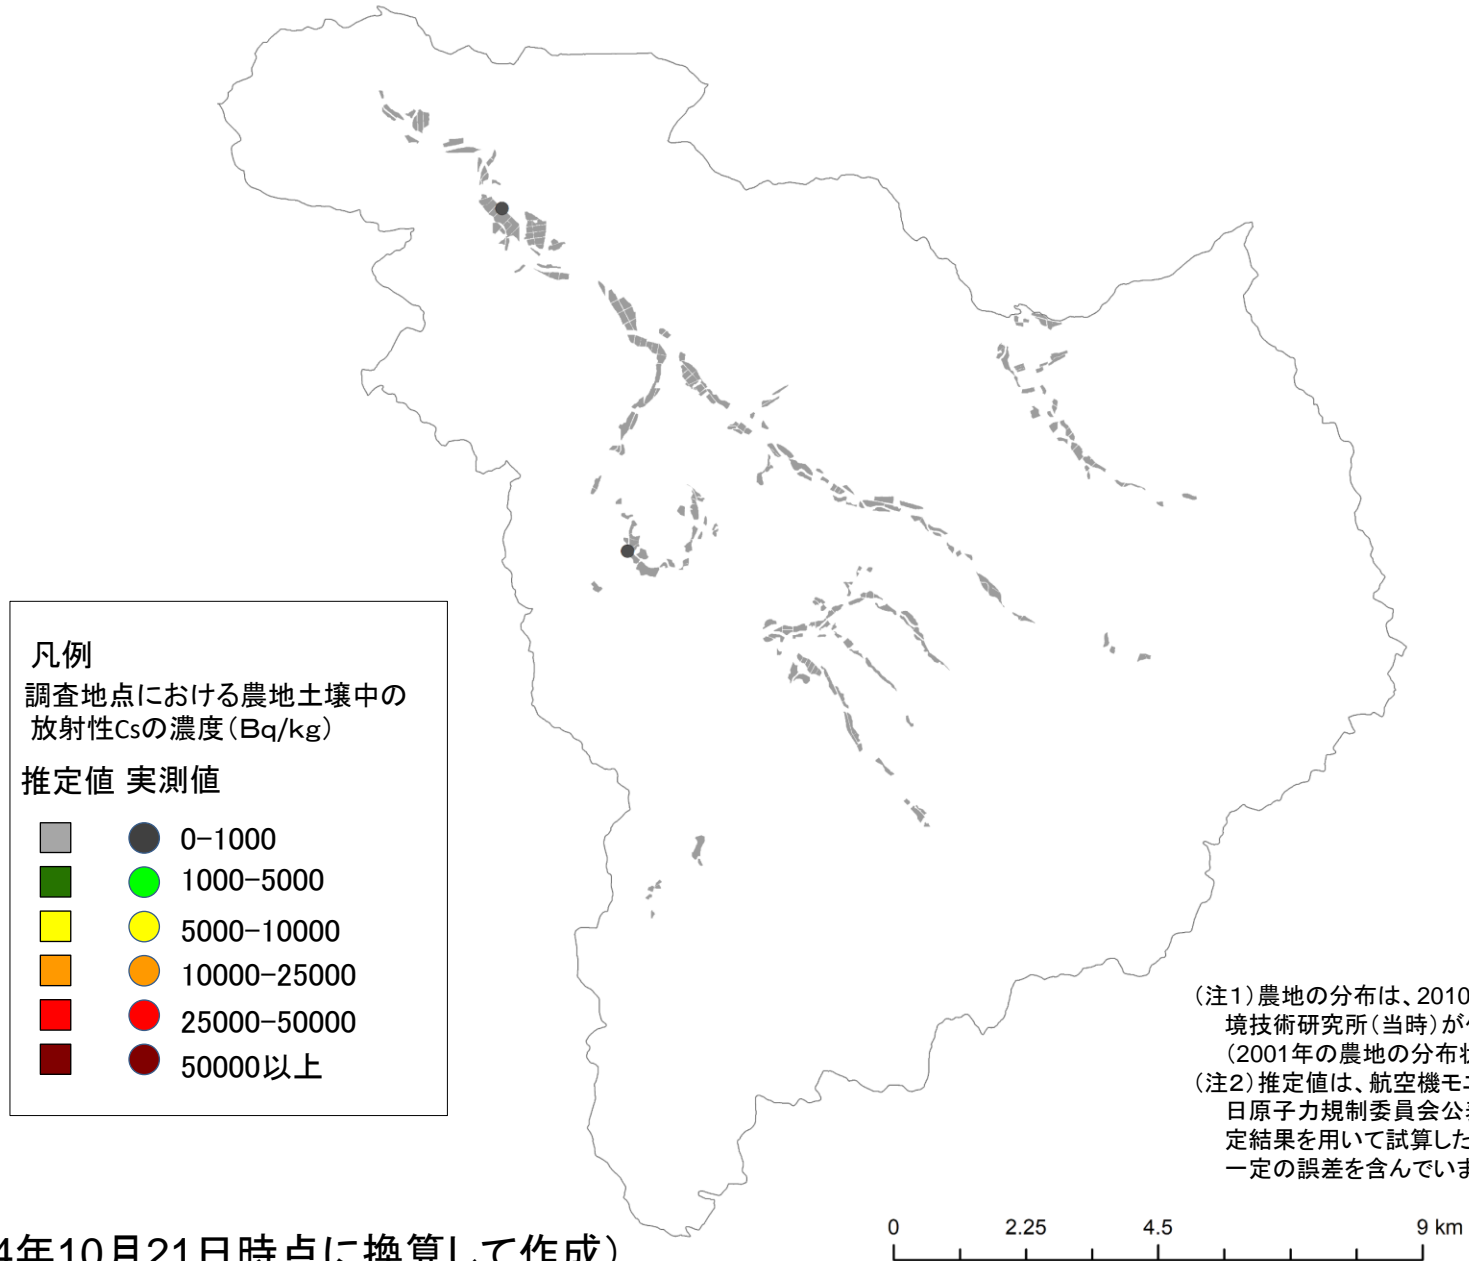 凡例
調査地点における農地土壌中の
放射性Csの濃度(Bq/kg)
推定値 実測値
0-1000
1000-5000
5000-10000
10000-25000
25000-50000
50000以上
(注1)農地の分布は、2010
境技術研究所(当時)が
(2001年の農地の分布
(注2)推定値は、航空機モニ
日原子力規制委員会公
定結果を用いて試算した
一定の誤差を含んでいま
0 2.25 4.5 9 km
年10月21日時点に換算して作成)